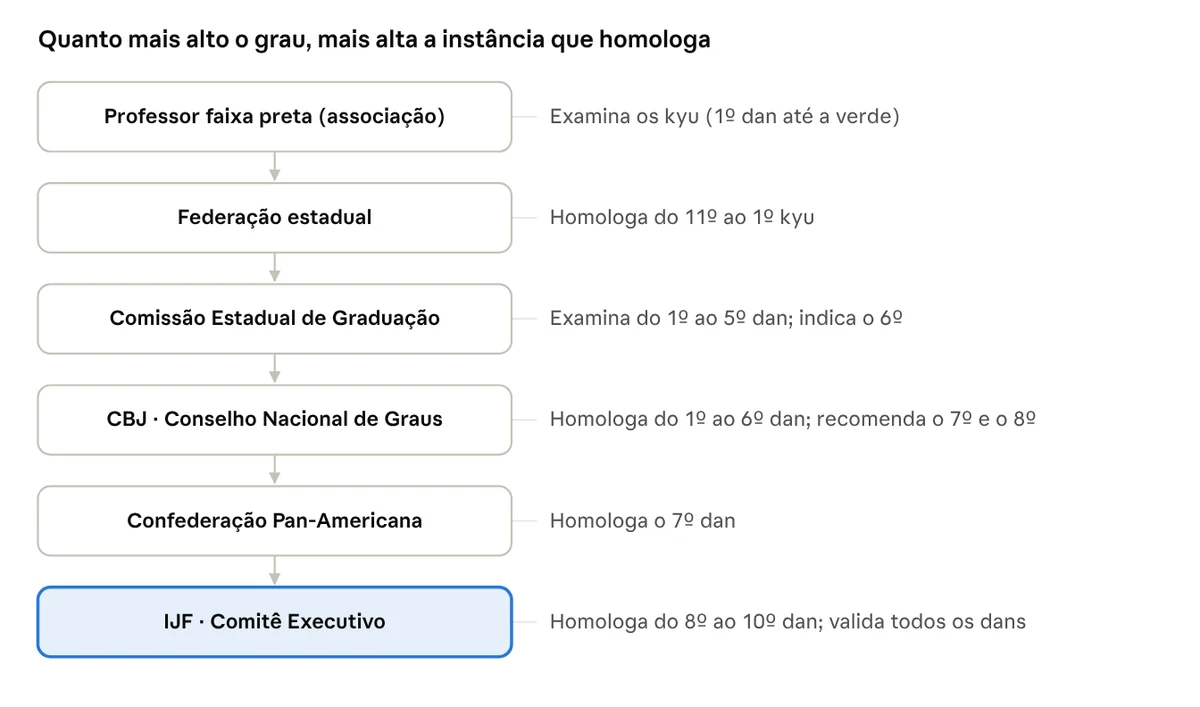 Quanto mais alto o grau, mais alta a instância que homologa
Professor faixa preta (associação)
Examina os kyu (1º dan até a verde)
Federação estadual
Homologa do 11º ao 1º kyu
Comissão Estadual de Graduação
Examina do 1º ao 5º dan; indica o 6º
CBJ · Conselho Nacional de Graus
Homologa do 1º ao 6º dan; recomenda o 7º e o 8º
Confederação Pan-Americana
Homologa o 7º dan
IJF · Comitê Executivo
Homologa do 8º ao 10º dan; valida todos os dans